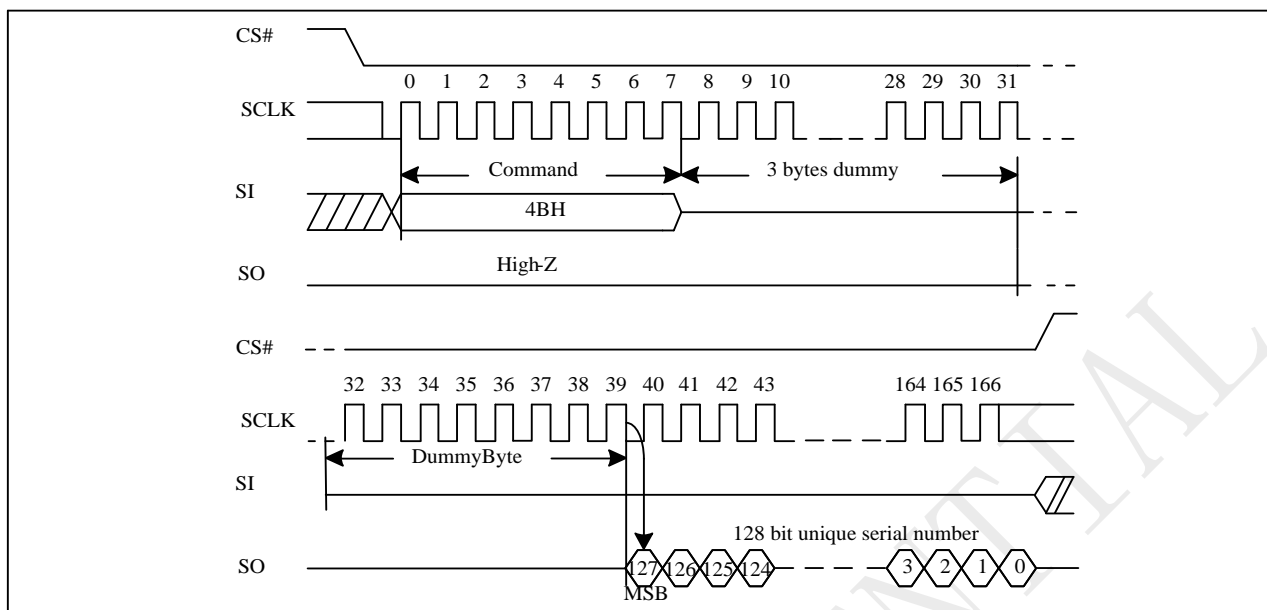 CS#
0 1 2 3 4 5 6 7 8 9 10 28 29 30 31
SCLK
Command 3 bytes dummy
SI
4BH
High-Z
SO
CS#
32 33 34 35 36 37 38 39 40 41 42 43 164 165 166
SCLK
DummyByte
SI
128 bit unique serial number
SO 127 126 125 124 3 2 1 0
MSB
NTIAL